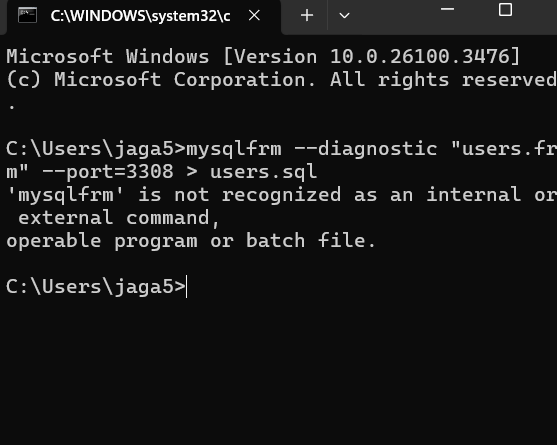 C:\WINDOWS\system32\c
Microsoft Windows [Version 10.0.26100.3476]
(c) Microsoft Corporation. All rights reserved
.
C:\Users\jaga5>mysqlfrm --diagnostic "users.fr
m" --port=3308 > users.sql
'mysqlfrm' is not recognized as an internal or
 external command,
operable program or batch file.
C:\Users\jaga5>